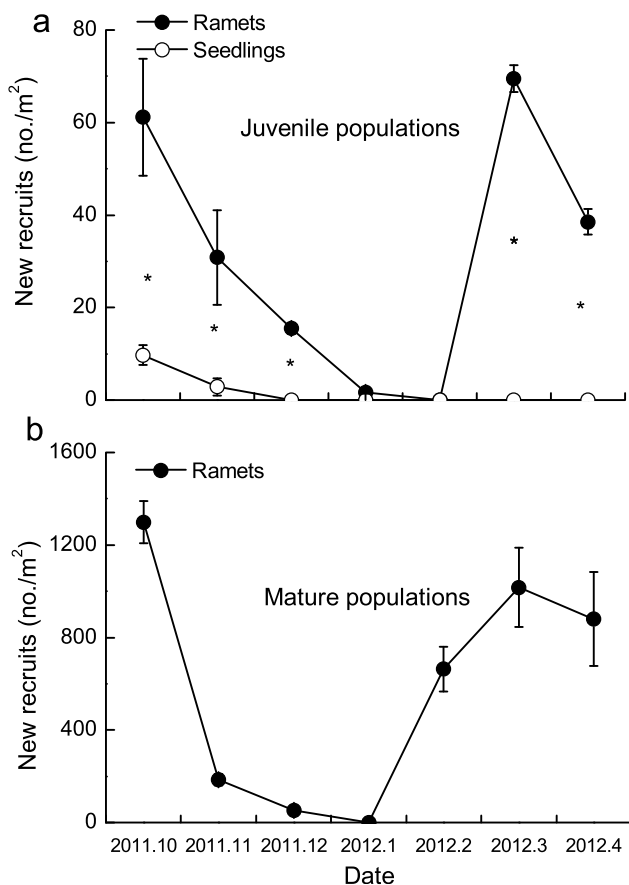 a
Ramets
Seedlings
Juvenile populations
New recruits (no./m²)
80
60
40
20
0
*
*
*
*
*
b
Ramets
Mature populations
New recruits (no./m²)
1600
1200
800
400
0
2011.10 2011.11 2011.12 2012.1 2012.2 2012.3 2012.4
Date